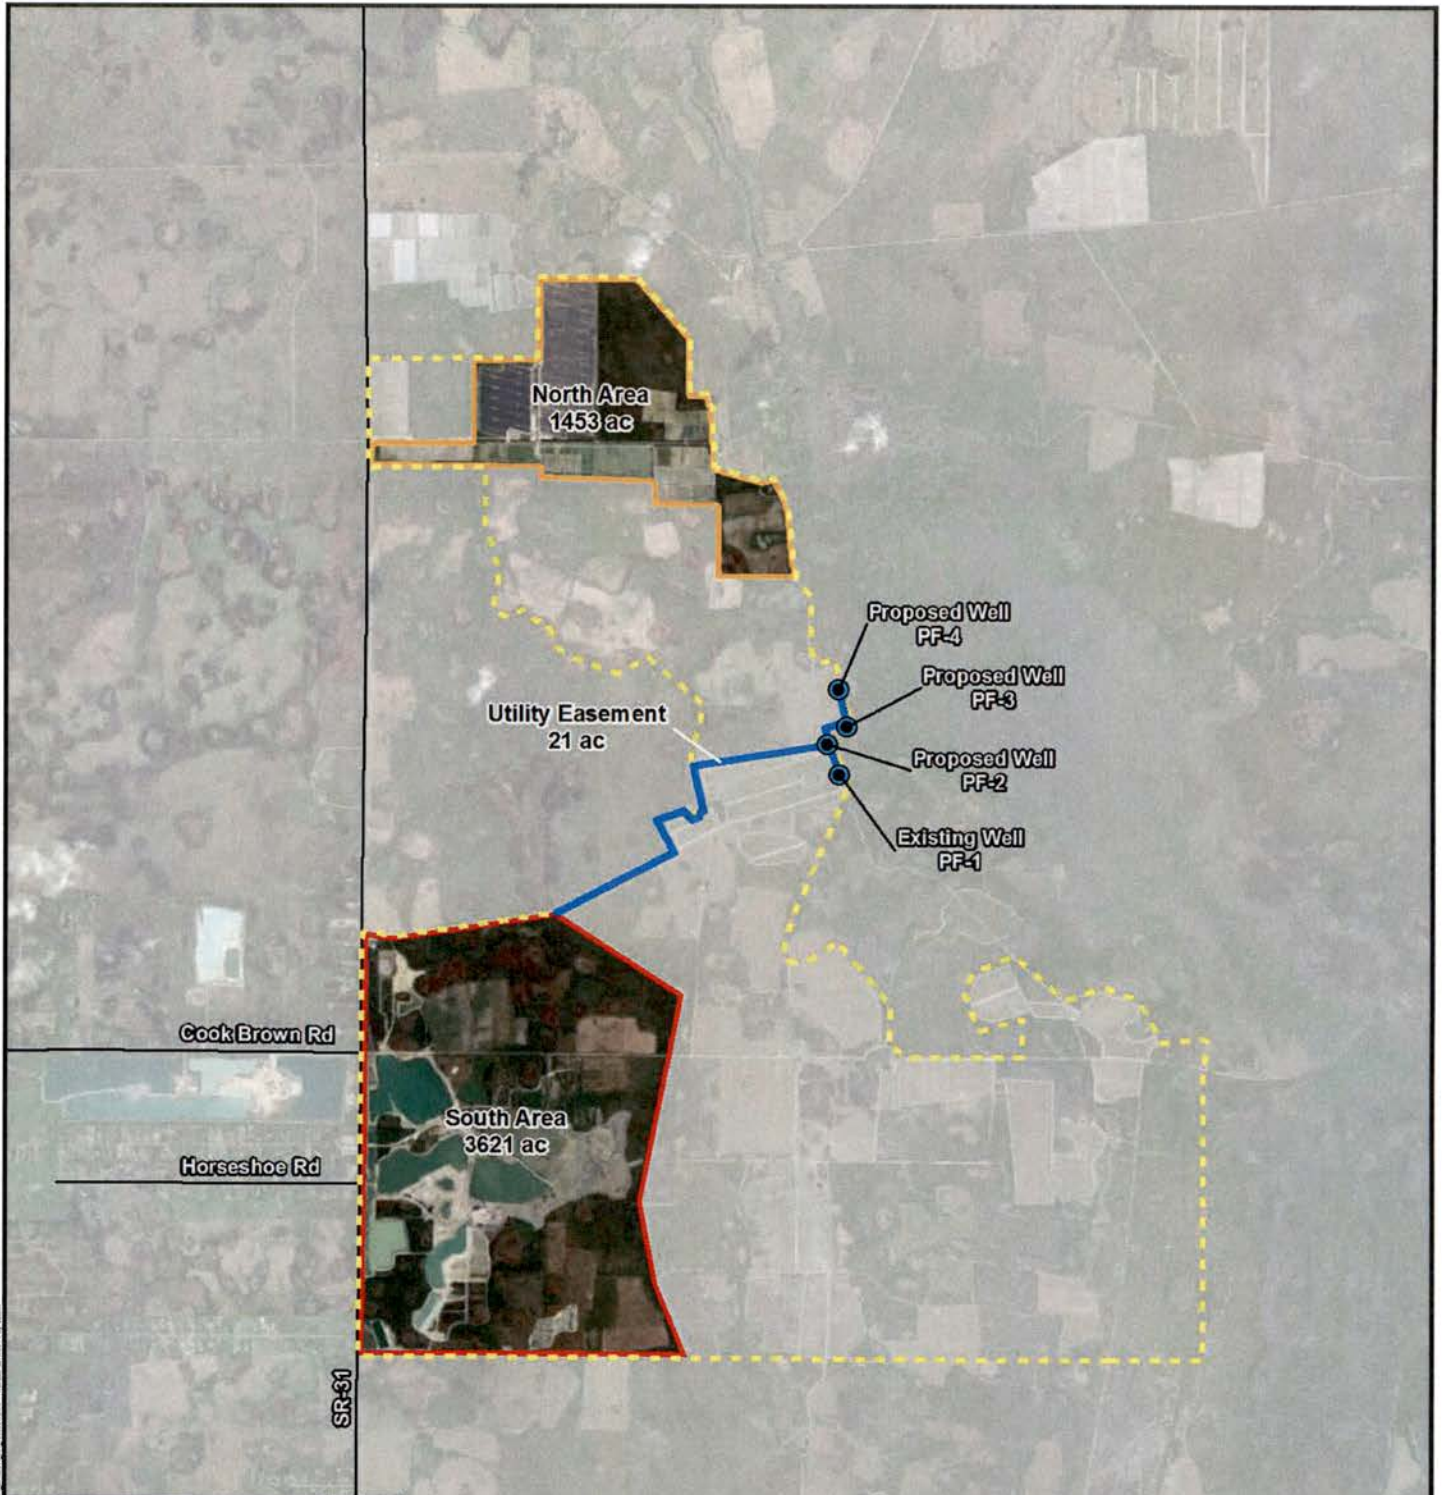 North Area
1453 ac
Proposed Well
PF-4
Proposed Well
PF-3
Utility Easement
21 ac
Proposed Well
PF-2
Existing Well
PF-1
Cook Brown Rd
South Area
3621 ac
Horseshoe Rd
SR-31